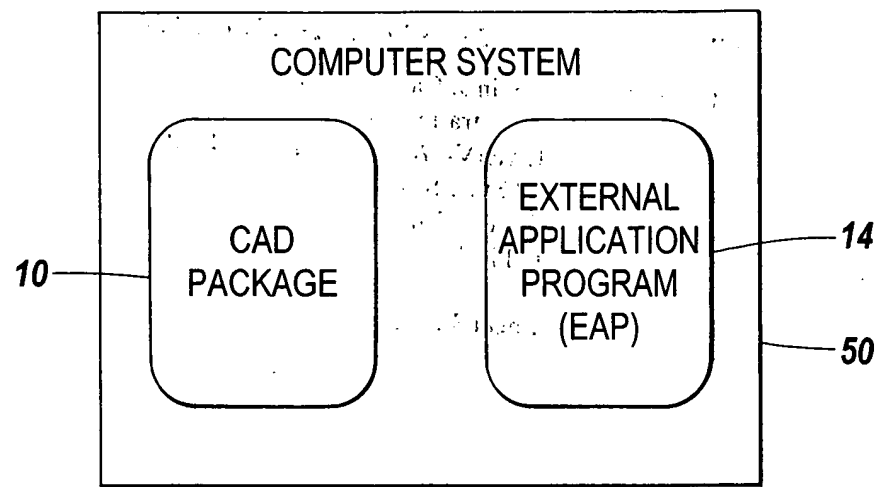 COMPUTER SYSTEM
CAD
PACKAGE
EXTERNAL
APPLICATION
PROGRAM
(EAP)
10
14
50